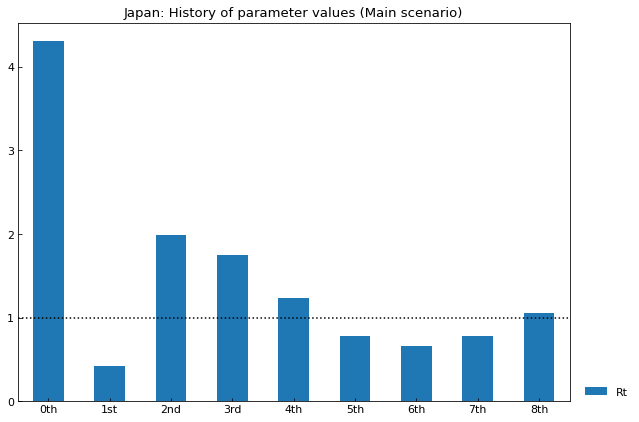 Japan: History of parameter values (Main scenario)
4
3
2
1
0
0th 1st 2nd 3rd 4th 5th 6th 7th 8th
Rt